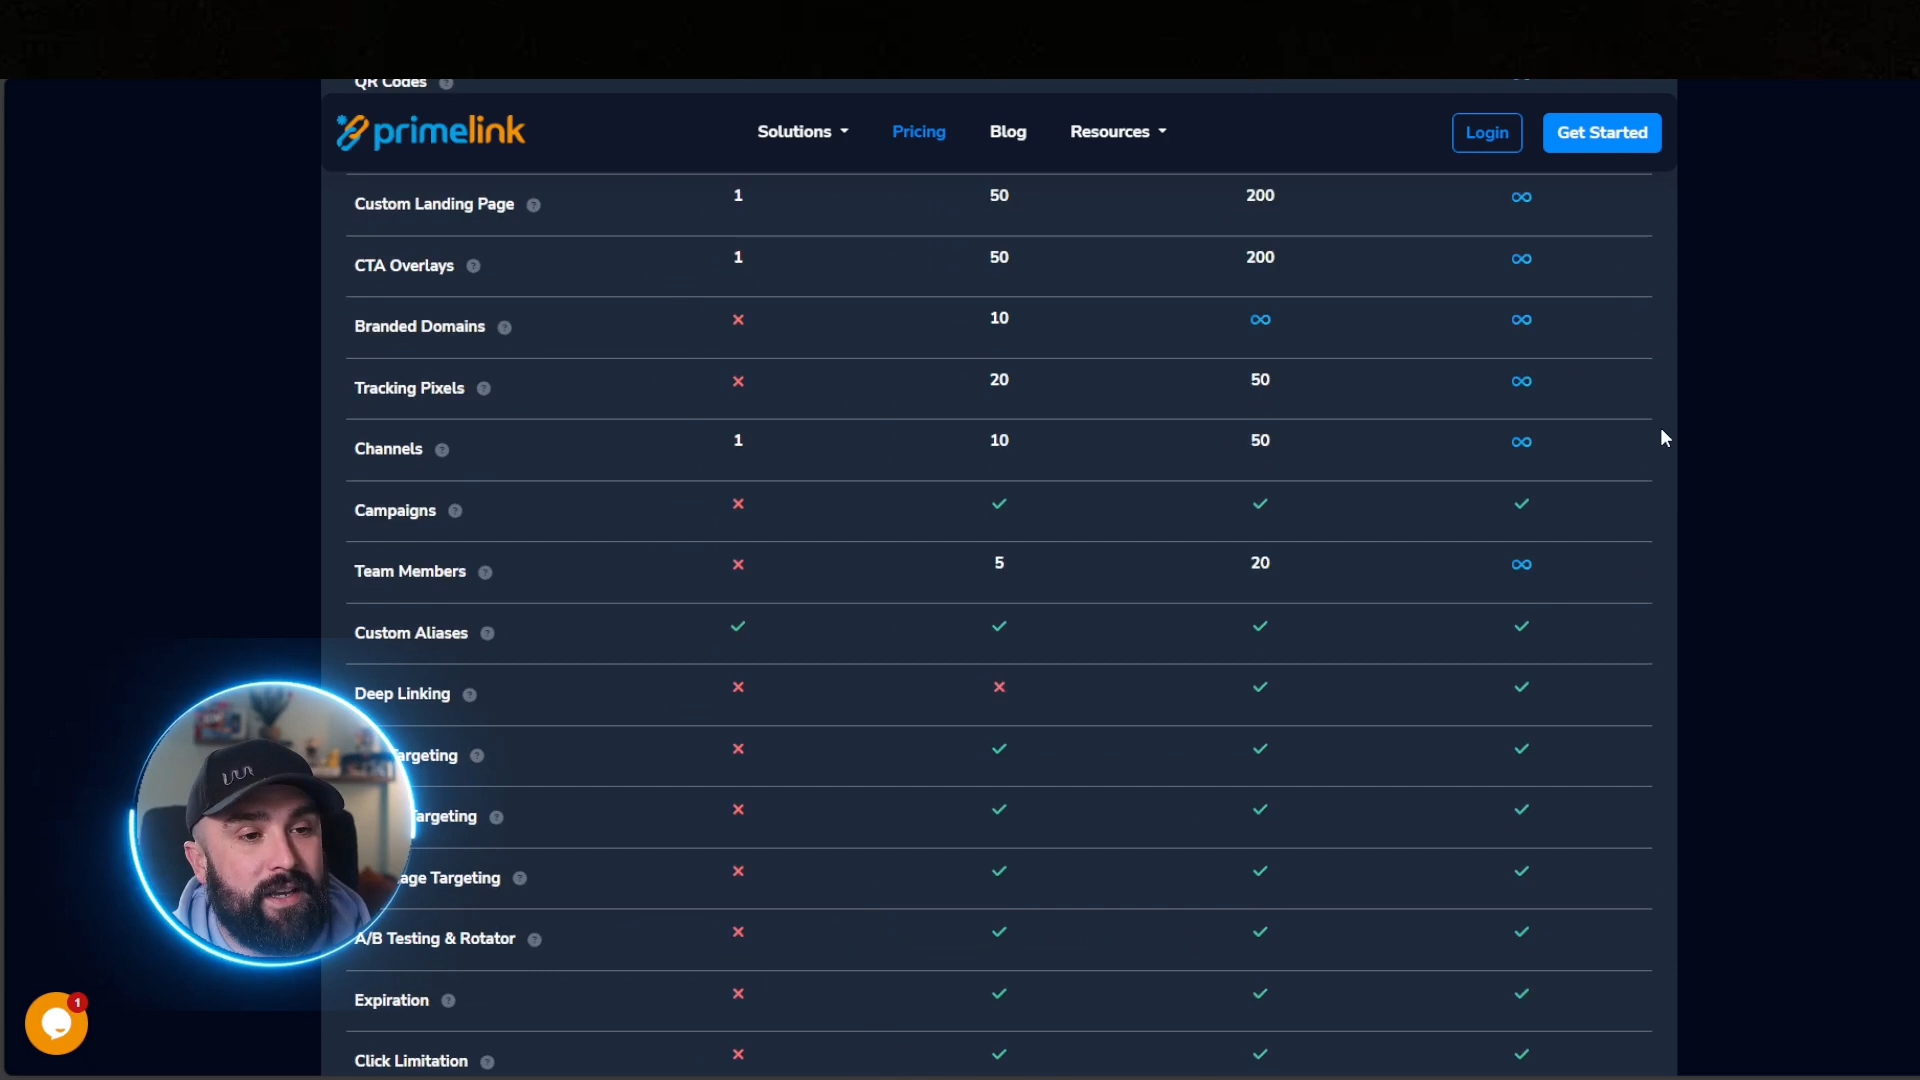 QR Codes
primelink Solutions Pricing Blog Resources Login Get Started
Custom Landing Page 1 50 200 ∞
CTA Overlays 1 50 200 ∞
Branded Domains × 10 ∞ ∞
Tracking Pixels × 20 50 ∞
Channels 1 10 50 ∞
Campaigns × ✓ ✓ ✓
Team Members × 5 20 ∞
Custom Aliases ✓ ✓ ✓ ✓
Deep Linking × × ✓ ✓
argeting × ✓ ✓ ✓
argeting × ✓ ✓ ✓
age Targeting × ✓ ✓ ✓
A/B Testing & Rotator × ✓ ✓ ✓
Expiration × ✓ ✓ ✓
Click Limitation × ✓ ✓ ✓
1